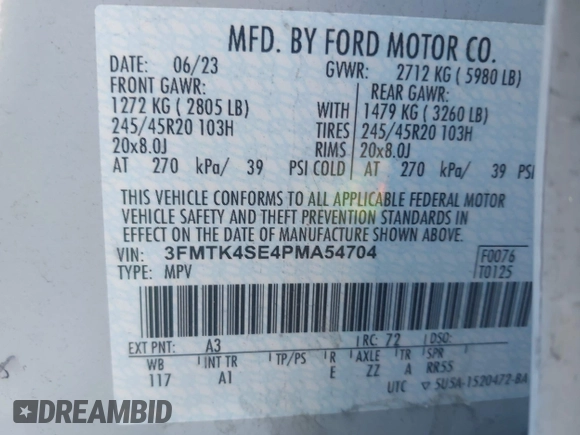 MFD. BY FORD MOTOR CO.
DATE: 06/23 GVWR: 2712 KG ( 5980 LB)
FRONT GAWR: REAR GAWR:
1272 KG ( 2805 LB) WITH 1479 KG ( 3260 LB)
245/45R20 103H TIRES 245/45R20 103H
20x8.0J RIMS 20x8.0J
AT 270 kPa/ 39 PSI COLD AT 270 kPa/ 39 PSI
THIS VEHICLE CONFORMS TO ALL APPLICABLE FEDERAL MOTOR
VEHICLE SAFETY AND THEFT PREVENTION STANDARDS IN
EFFECT ON THE DATE OF MANUFACTURE SHOWN ABOVE.
VIN: 3FMTK4SE4PMA54704 F0076
TYPE: MPV T0125
EXT PNT: A3 RC: 72 DSO:
WB INT TR TP/PS R AXLE TR SPR
117 A1 E ZZ A RR55
UTC SU5A-1520472-BA
DREAMBID